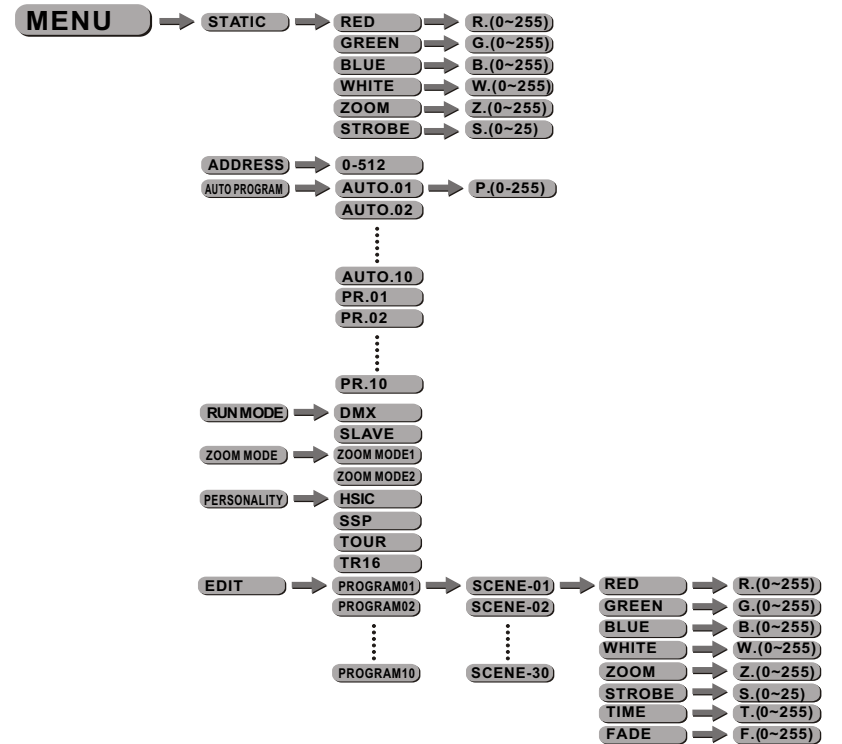 MENU STATIC RED R.(0~255)
GREEN G.(0~255)
BLUE B.(0~255)
WHITE W.(0~255)
ZOOM Z.(0~255)
STROBE S.(0~25)
ADDRESS 0-512
AUTO PROGRAM AUTO.01 P.(0-255)
AUTO.02
AUTO.10
PR.01
PR.02
PR.10
RUN MODE DMX
SLAVE
ZOOM MODE ZOOM MODE1
ZOOM MODE2
PERSONALITY HSIC
SSP
TOUR
TR16
EDIT PROGRAM01 SCENE-01 RED R.(0~255)
PROGRAM02 SCENE-02 GREEN G.(0~255)
BLUE B.(0~255)
WHITE W.(0~255)
PROGRAM10 SCENE-30 ZOOM Z.(0~255)
STROBE S.(0~25)
TIME T.(0~255)
FADE F.(0~255)